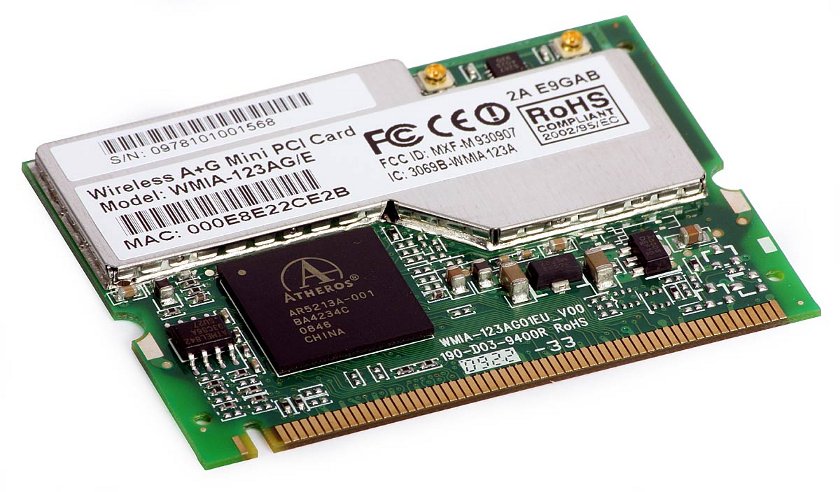 S/N: 0978101001568
Wireless A+G Mini PCI Card
Model: WMIA-123AG/E
MAC: 000E8E22CE2B
FC CE
2A E9GAB
FCC ID: MXF-M930907
IC: 3069B-WMIA123A
RoHS
COMPLIANT
2002/95/EC
ATHEROS®
AR5213A-001
BA4234C
0846
CHINA
WMIA-123AG01EU_V00
190-D03-9400R RoHS
0922 -33